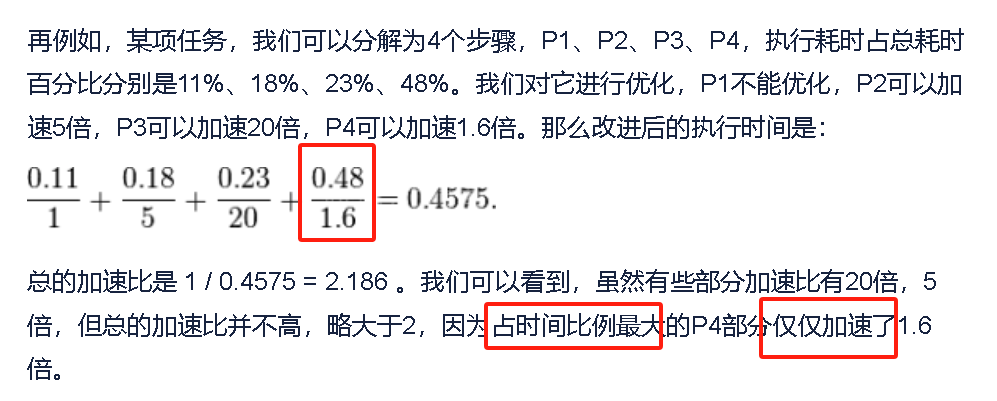 再例如，某项任务，我们可以分解为4个步骤，P1、P2、P3、P4，执行耗时占总耗时
百分比分别是11%、18%、23%、48%。我们对它进行优化，P1不能优化，P2可以加
速5倍，P3可以加速20倍，P4可以加速1.6倍。那么改进后的执行时间是：
0.11/1 + 0.18/5 + 0.23/20 + 0.48/1.6 = 0.4575.
总的加速比是 1 / 0.4575 = 2.186 。我们可以看到，虽然有些部分加速比有20倍，5
倍，但总的加速比并不高，略大于2，因为占时间比例最大的P4部分仅仅加速了1.6
倍。